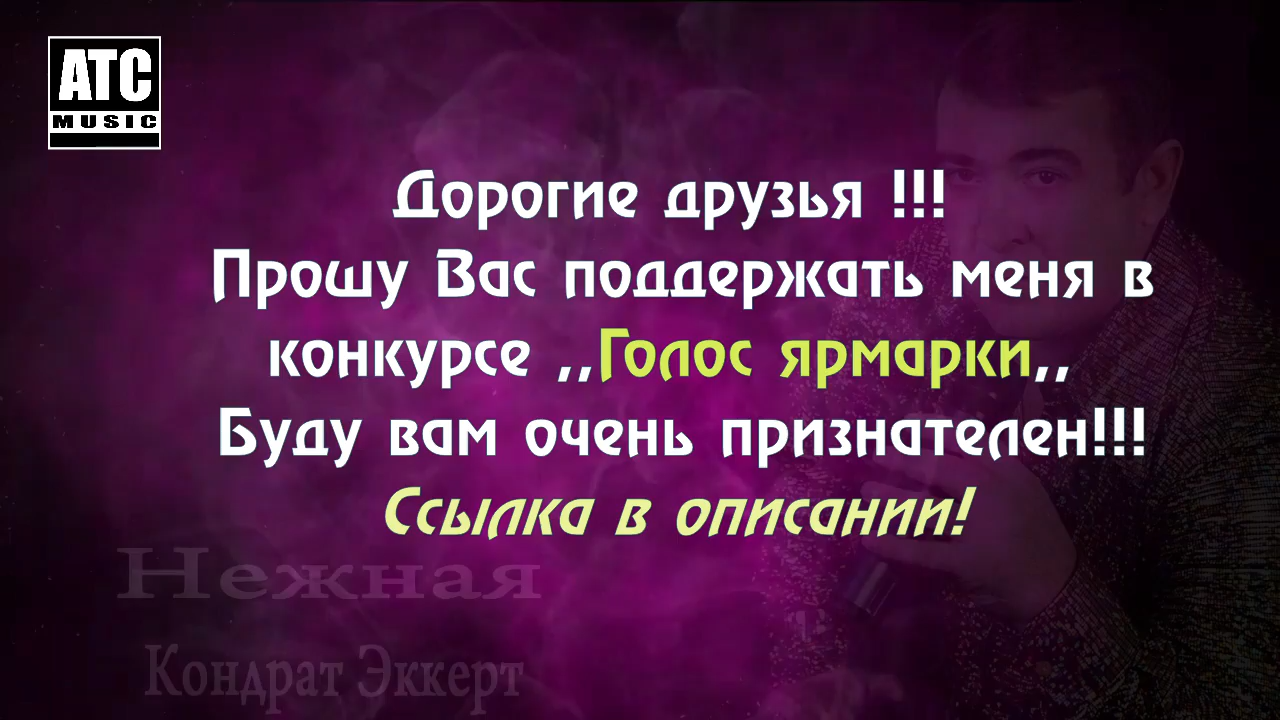 ATC
MUSIC
Дорогие друзья !!!
Прошу Вас поддержать меня в
конкурсе ,,Голос ярмарки,,
Буду вам очень признателен!!!
Ссылка в описании!
Нежная
Кондрат Эккерт